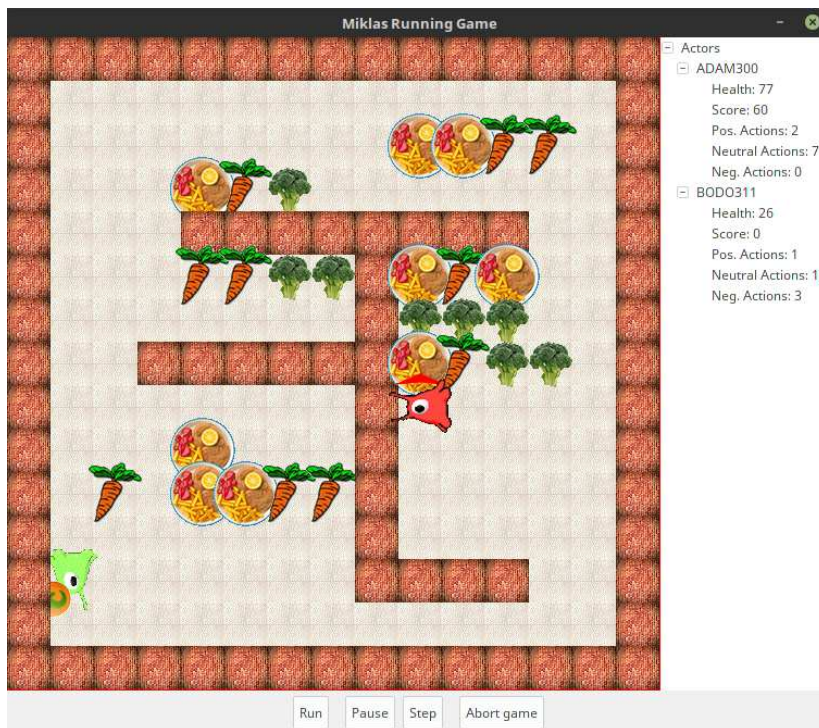 Miklas Running Game
Actors
ADAM300
Health: 77
Score: 60
Pos. Actions: 2
Neutral Actions: 7
Neg. Actions: 0
BODO311
Health: 26
Score: 0
Pos. Actions: 1
Neutral Actions: 1
Neg. Actions: 3
Run Pause Step Abort game